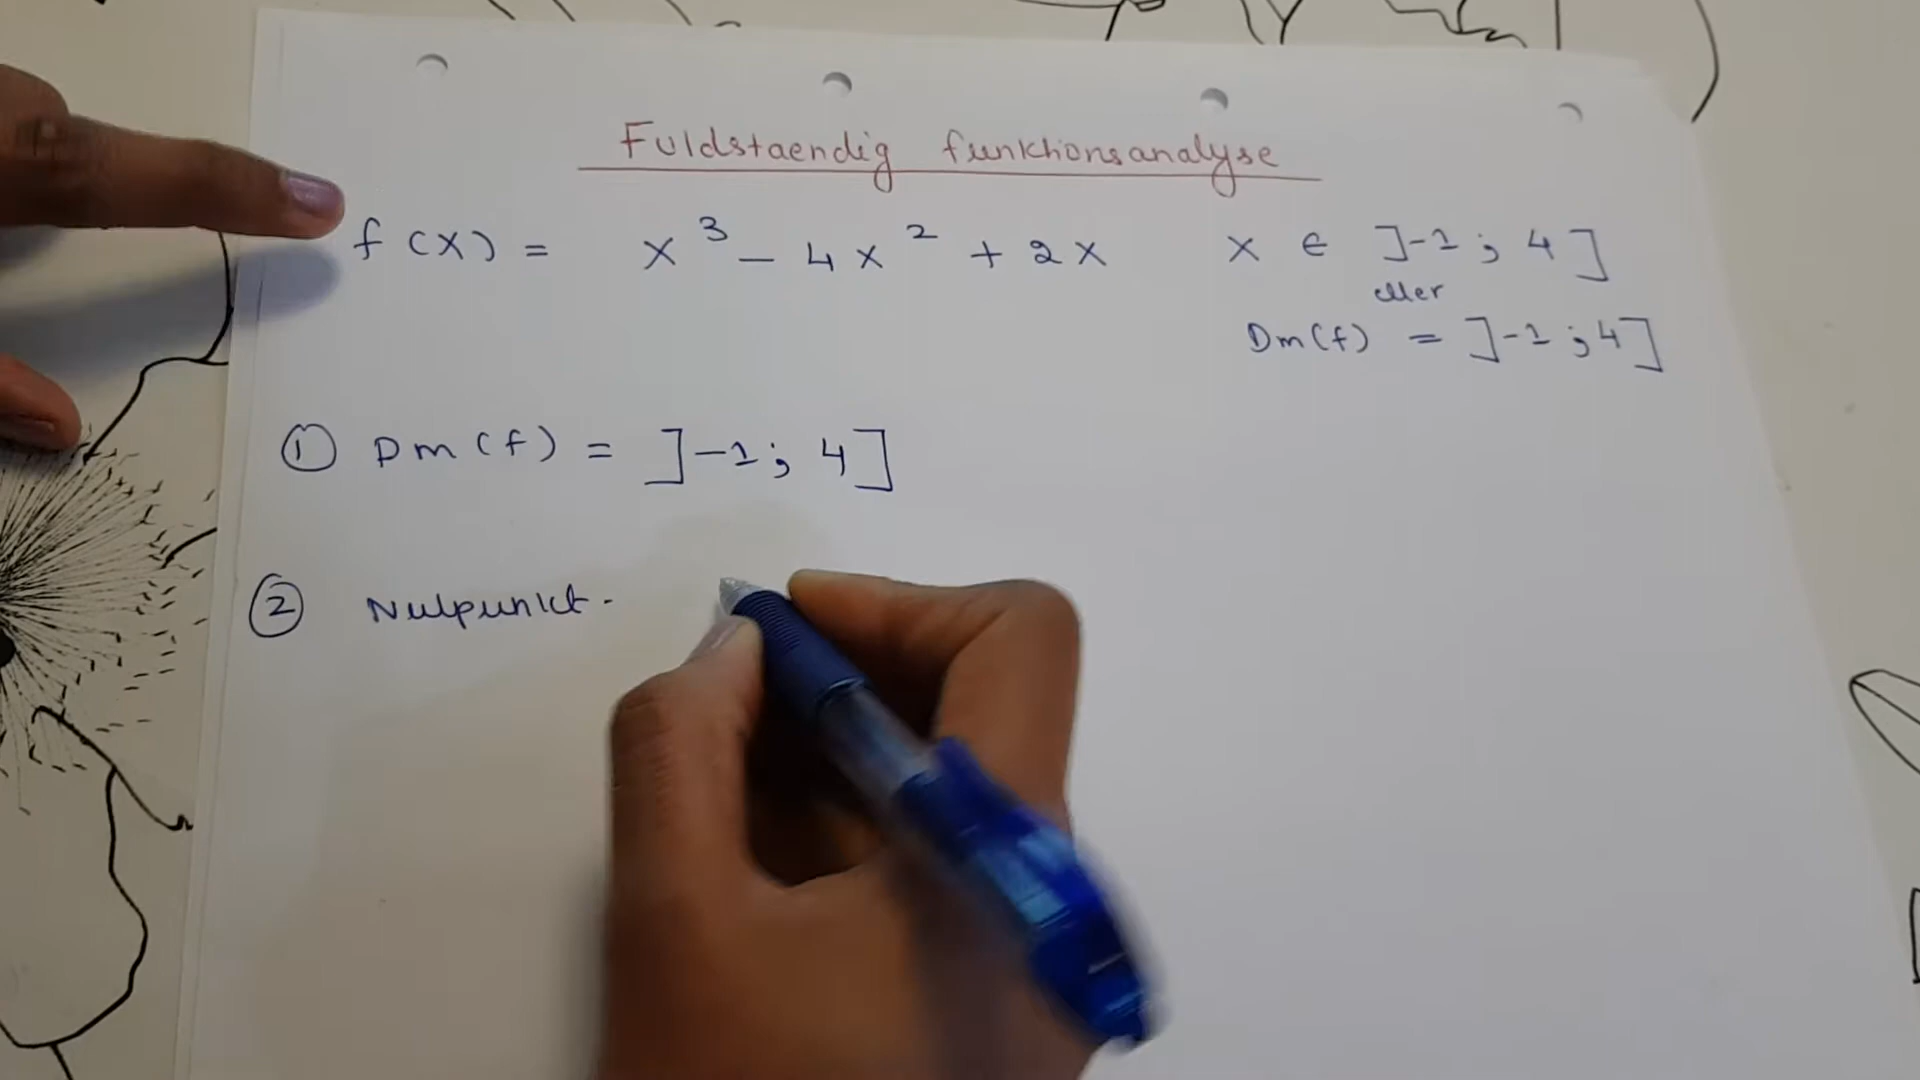 Fuldstaendig funktionsanalyse
f(x) = x³ - 4x² + 2x x ∈ ]-1 ; 4]
eller
Dm(f) = ]-1 ; 4]
① Dm(f) = ]-1 ; 4]
② Nulpunkt -